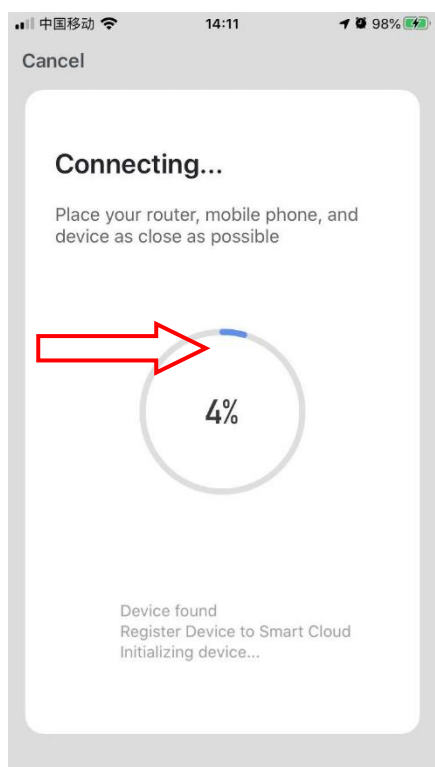 中国移动 14:11 98%
Cancel
Connecting...
Place your router, mobile phone, and
device as close as possible
4%
Device found
Register Device to Smart Cloud
Initializing device...